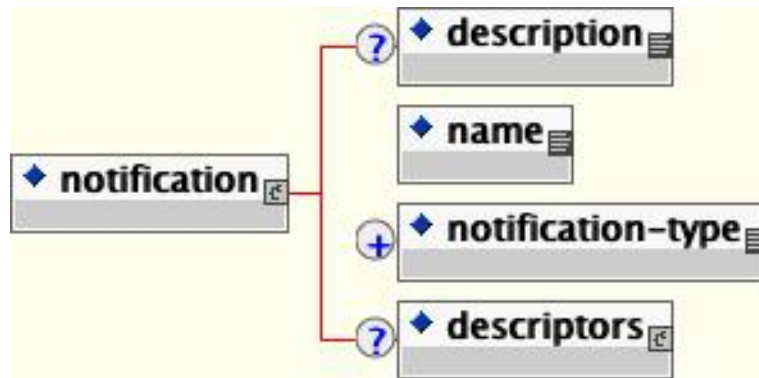 ? description
name
notification
+ notification-type
? descriptors